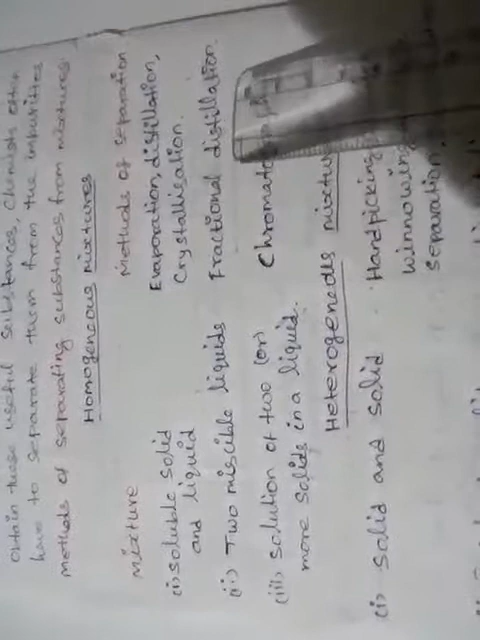 obtain these useful substances, chemists often
have to separate them from the impurities
Methods of separating substances from mixtures.
Homogeneous mixtures
Mixture Methods of separation
(i) soluble solid Evaporation, distillation,
and liquid Crystallisation.
(ii) Two miscible liquids Fractional distillation.
(iii) solution of two (or)
more solids in a liquid.
Heterogeneous
(i) solid and solid Handpicking
winnowing
separation.